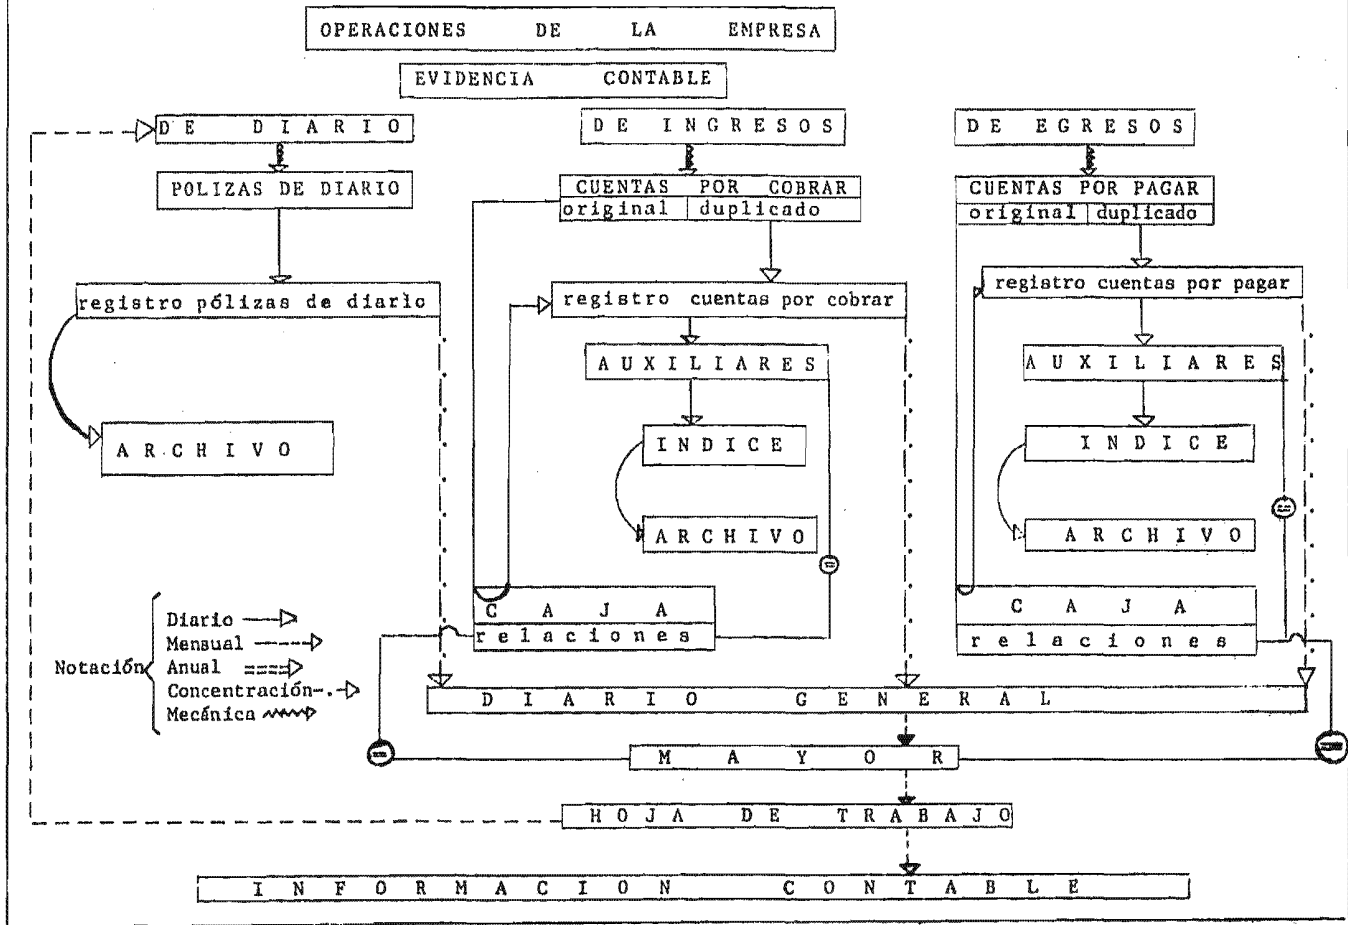 OPERACIONES DE LA EMPRESA
EVIDENCIA CONTABLE
DE DIARIO
DE INGRESOS
DE EGRESOS
POLIZAS DE DIARIO
CUENTAS POR COBRAR
original duplicado
CUENTAS POR PAGAR
original duplicado
registro pólizas de diario
registro cuentas por cobrar
registro cuentas por pagar
AUXILIARES
AUXILIARES
ARCHIVO
INDICE
INDICE
ARCHIVO
ARCHIVO
CAJA
relaciones
CAJA
relaciones
Notación
Diario
Mensual
Anual
Concentración
Mecánica
DIARIO GENERAL
MAYOR
HOJA DE TRABAJO
INFORMACION CONTABLE